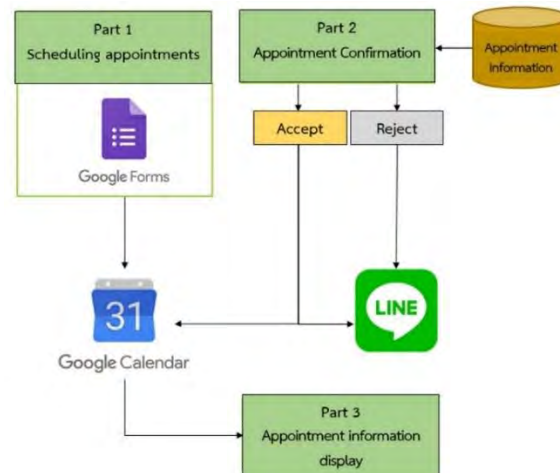 Part 1
Scheduling appointments
Google Forms
Part 2
Appointment Confirmation
Appointment
information
Accept
Reject
31
Google Calendar
LINE
Part 3
Appointment information
display